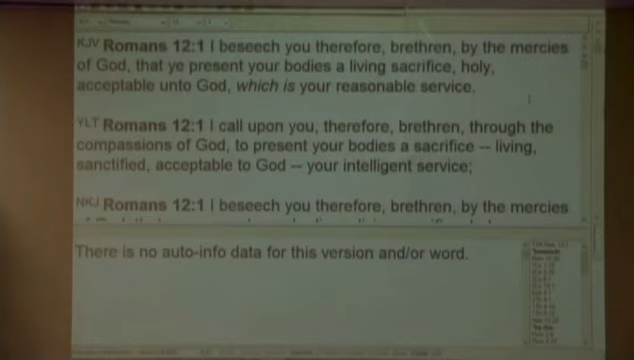 KJV Romans 12:1 I beseech you therefore, brethren, by the mercies
of God, that ye present your bodies a living sacrifice, holy,
acceptable unto God, which is your reasonable service.
YLT Romans 12:1 I call upon you, therefore, brethren, through the
compassions of God, to present your bodies a sacrifice -- living,
sanctified, acceptable to God -- your intelligent service;
NKJ Romans 12:1 I beseech you therefore, brethren, by the mercies
There is no auto-info data for this version and/or word.